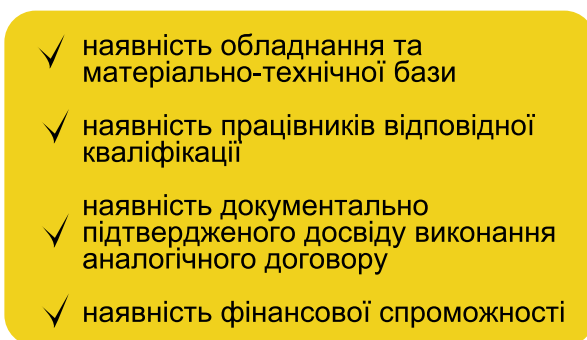 наявність обладнання та
матеріально-технічної бази
наявність працівників відповідної
кваліфікації
наявність документально
підтвердженого досвіду виконання
аналогічного договору
наявність фінансової спроможності